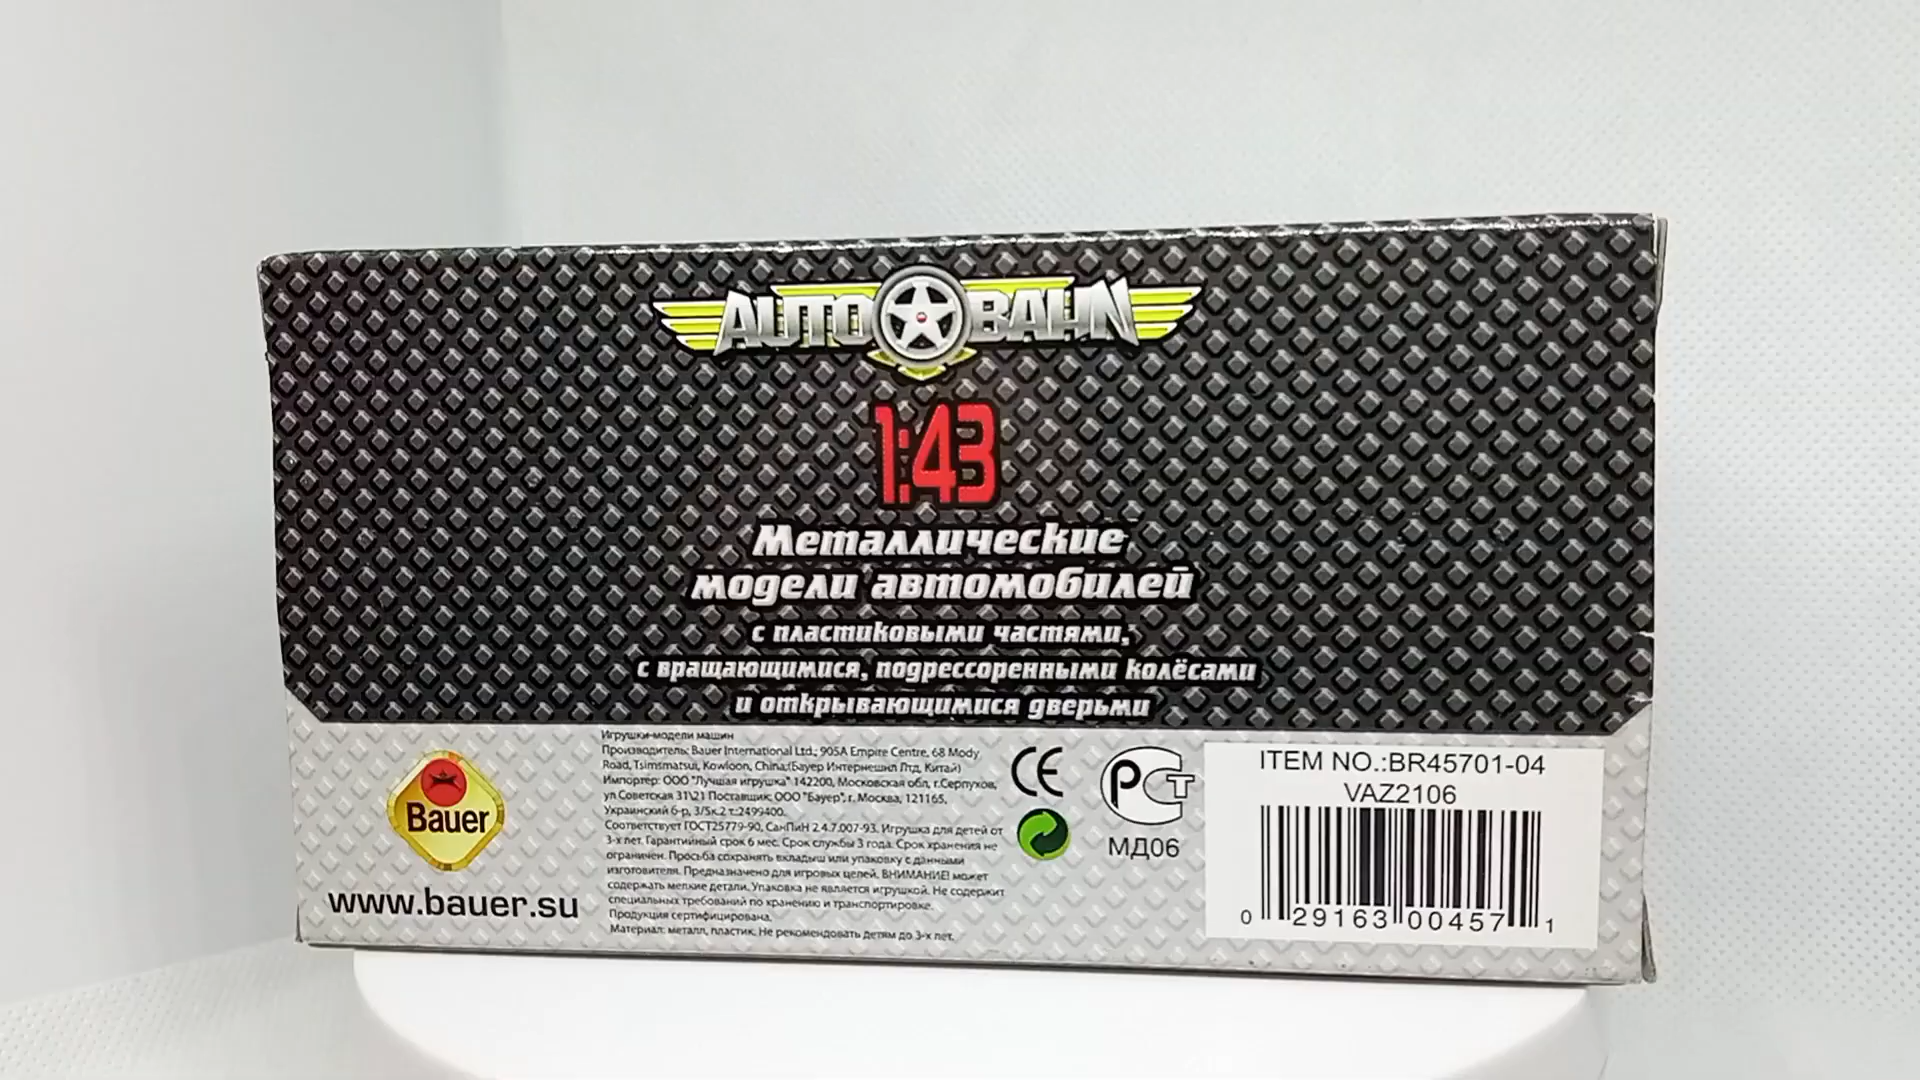 AUTOBAHN
1:43
Металлические
модели автомобилей
с пластиковыми частями,
с вращающимися, подрессоренными колёсами
и открывающимися дверьми
Bauer
www.bauer.su
Игрушки-модели машин
Производитель: Bauer International Ltd.; 905A Empire Centre, 68 Mody
Road, Tsimsmatsui, Kowloon, China,(Бауер Интернешнл Лтд, Китай)
Импортер: ООО "Лучшая игрушка" 142200, Московская обл, г.Серпухов,
ул Советская 31\21 Поставщик: ООО "Бауер", г. Москва, 121165,
Украинский б-р, 3/5к.2 т.:2499400.
Соответствует ГОСТ25779-90, СанПиН 2.4.7.007-93. Игрушка для детей от
3-х лет. Гарантийный срок 6 мес. Срок службы 3 года. Срок хранения не
ограничен. Просьба сохранять вкладыш или упаковку с данными
изготовителя. Предназначено для игровых целей. ВНИМАНИЕ! может
содержать мелкие детали. Упаковка не является игрушкой. Не содержит
специальных требований по хранению и транспортировке.
Продукция сертифицирована.
Материал: металл, пластик. Не рекомендовать детям до 3-х лет.
CE
РСТ
МД06
ITEM NO.:BR45701-04
VAZ2106
0 29163 00457 1